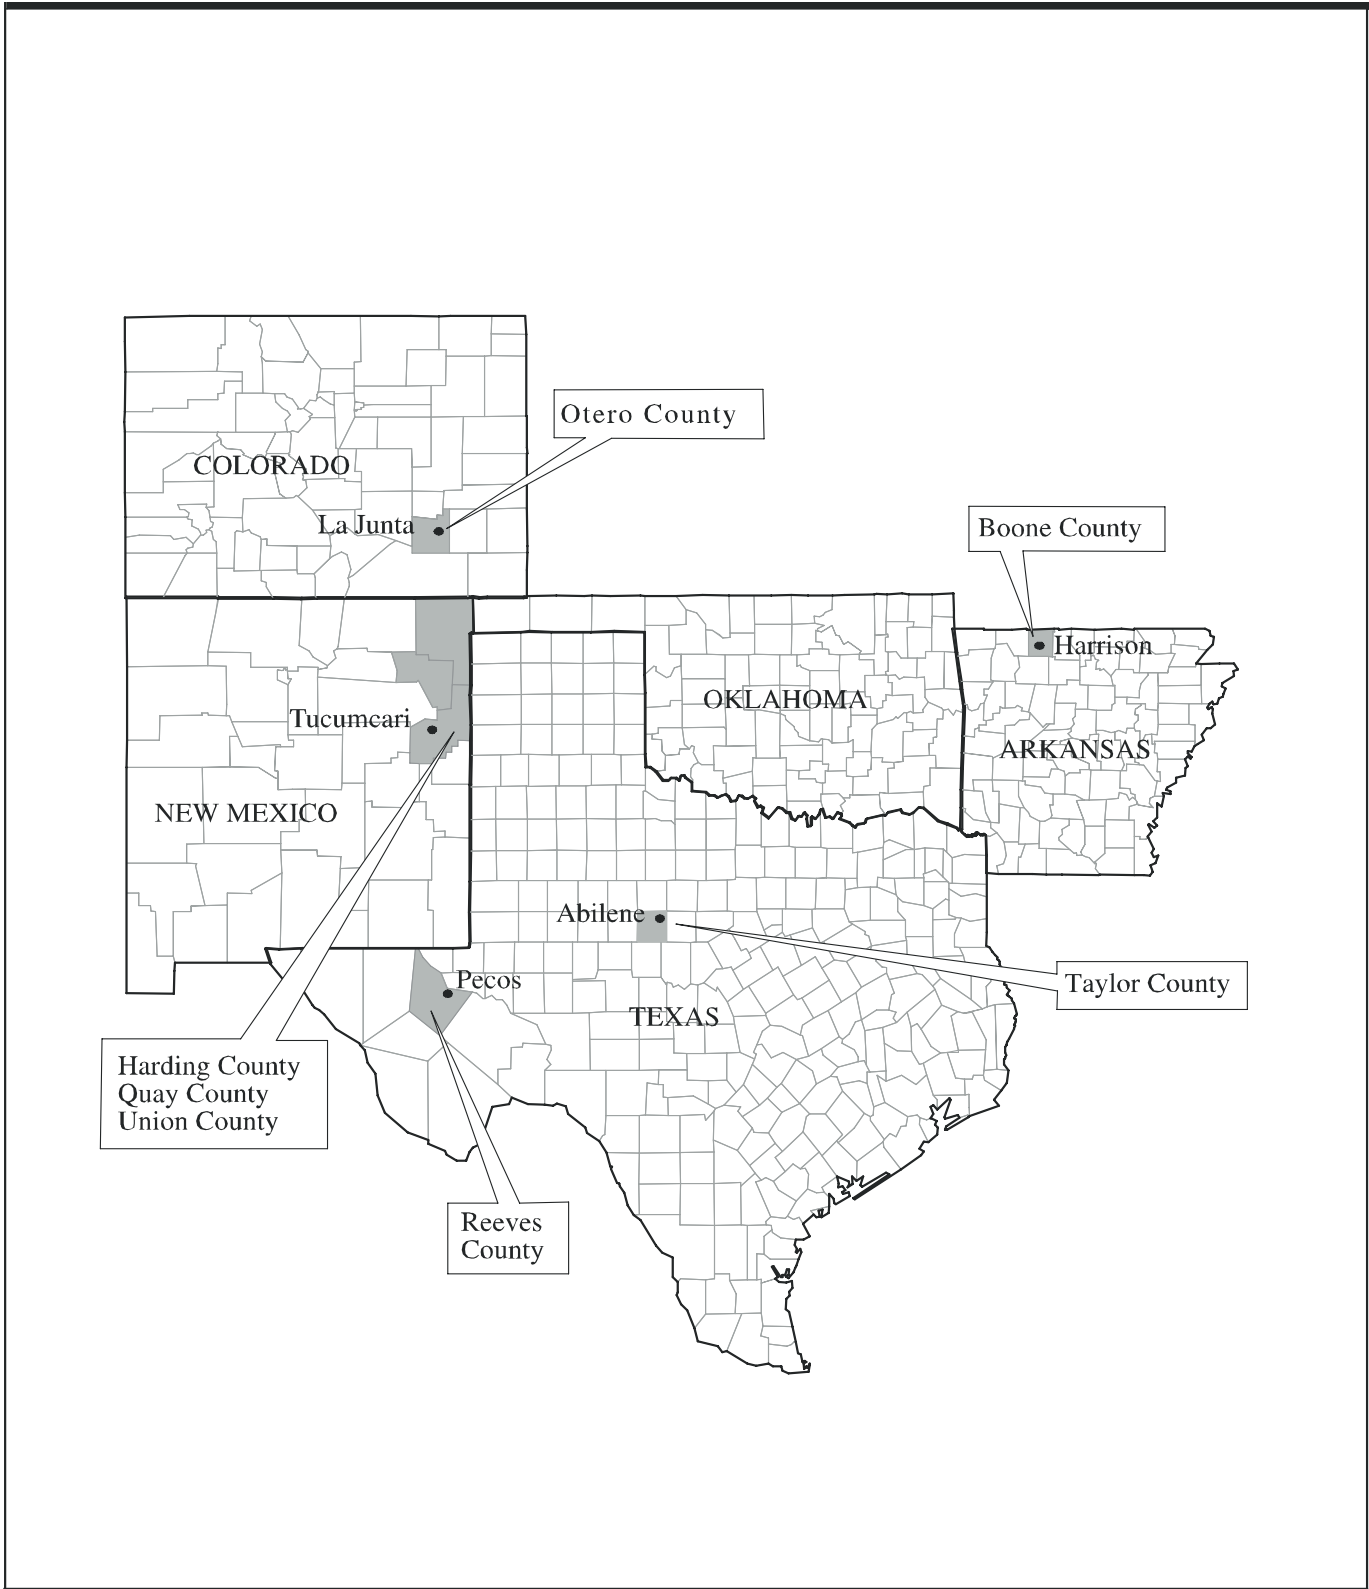 Otero County
COLORADO
La Junta
Boone County
Harrison
OKLAHOMA
Tucumcari
ARKANSAS
NEW MEXICO
Abilene
Pecos
Taylor County
TEXAS
Harding County
Quay County
Union County
Reeves
County